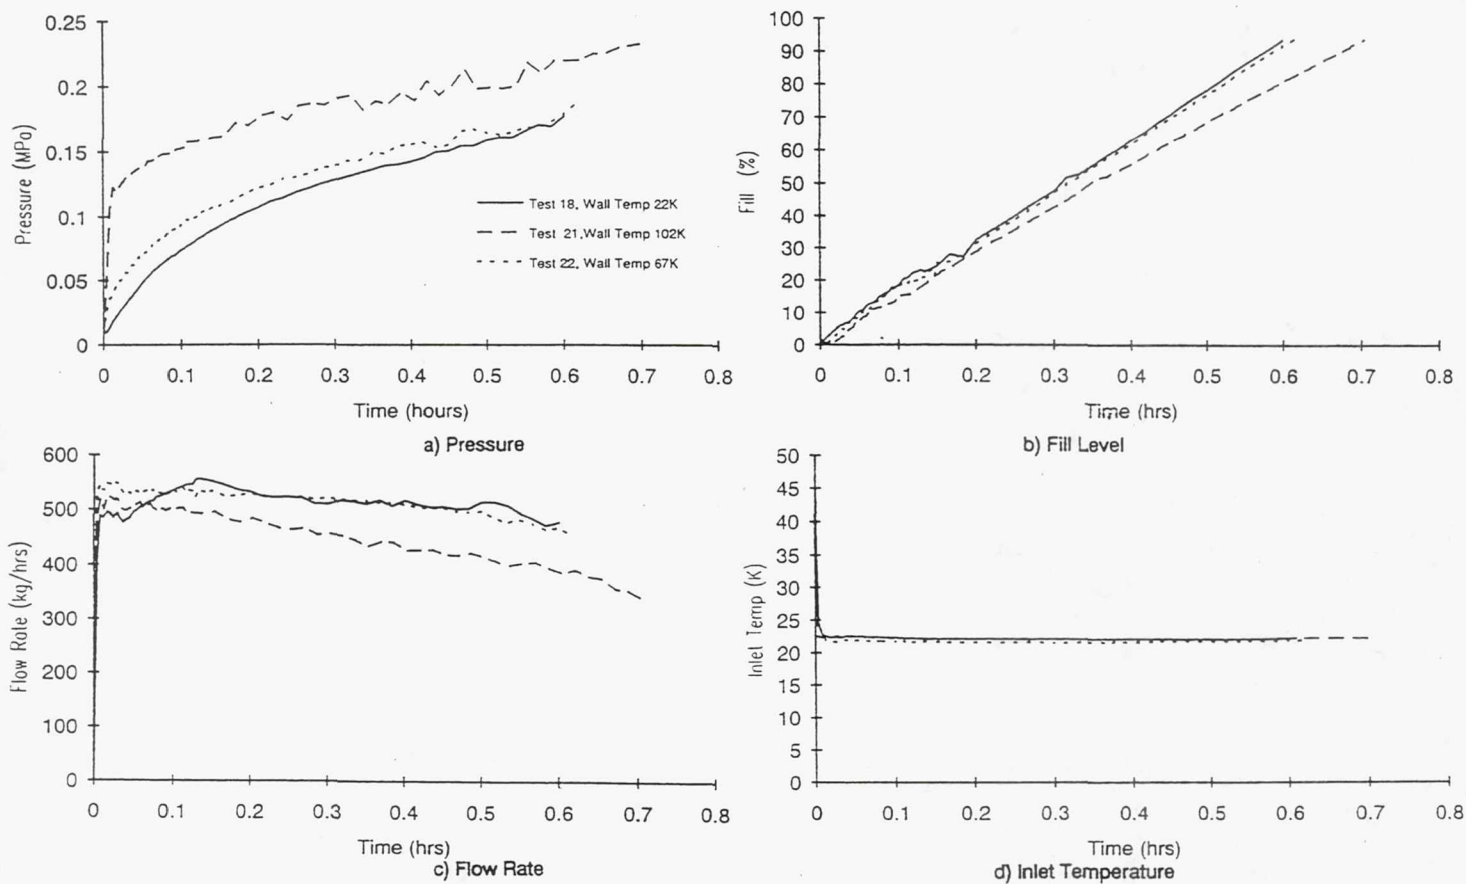 0.25
0.2
0.15
0.1
0.05
0
Pressure (MPa)
Test 18, Wall Temp 22K
Test 21,Wall Temp 102K
Test 22, Wall Temp 67K
0 0.1 0.2 0.3 0.4 0.5 0.6 0.7 0.8
Time (hours)
a) Pressure
100
90
80
70
60
50
40
30
20
10
0
Fill (%)
0 0.1 0.2 0.3 0.4 0.5 0.6 0.7 0.8
Time (hrs)
b) Fill Level
600
500
400
300
200
100
0
Flow Rate (kg/hrs)
0 0.1 0.2 0.3 0.4 0.5 0.6 0.7 0.8
Time (hrs)
c) Flow Rate
50
45
40
35
30
25
20
15
10
5
0
Inlet Temp (K)
0 0.1 0.2 0.3 0.4 0.5 0.6 0.7 0.8
Time (hrs)
d) Inlet Temperature